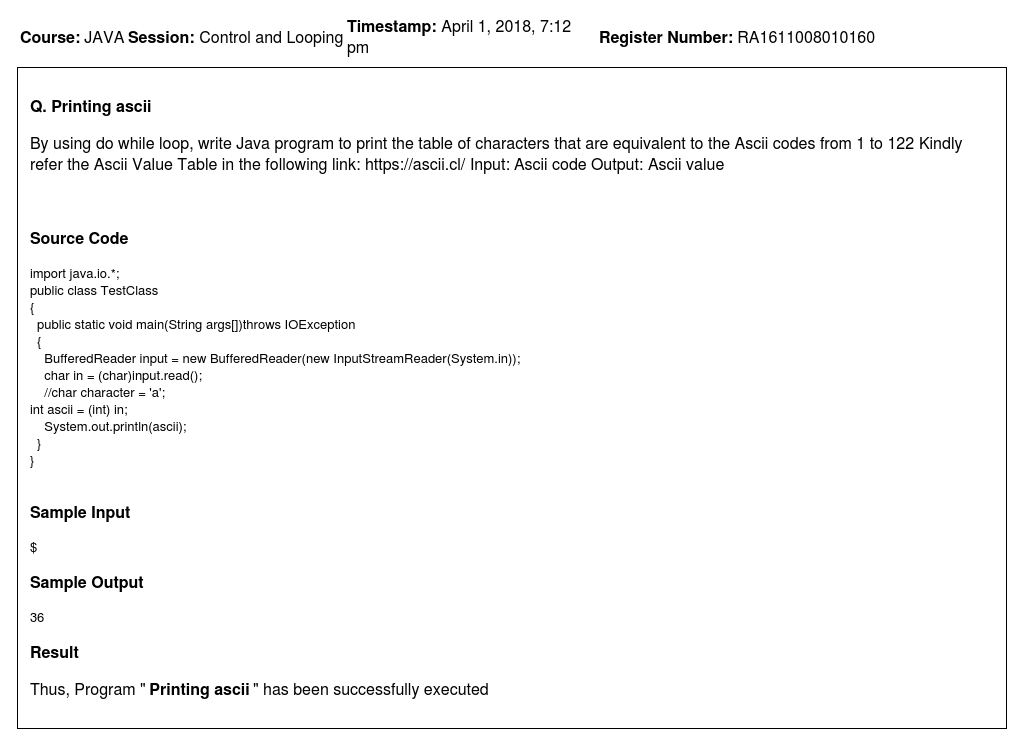 Course: JAVA Session: Control and Looping Timestamp: April 1, 2018, 7:12 pm Register Number: RA1611008010160
Q. Printing ascii
By using do while loop, write Java program to print the table of characters that are equivalent to the Ascii codes from 1 to 122 Kindly
refer the Ascii Value Table in the following link: https://ascii.cl/ Input: Ascii code Output: Ascii value
Source Code
import java.io.*;
public class TestClass
{
  public static void main(String args[])throws IOException
  {
    BufferedReader input = new BufferedReader(new InputStreamReader(System.in));
    char in = (char)input.read();
    //char character = 'a';
int ascii = (int) in;
    System.out.println(ascii);
  }
}
Sample Input
$
Sample Output
36
Result
Thus, Program " Printing ascii " has been successfully executed